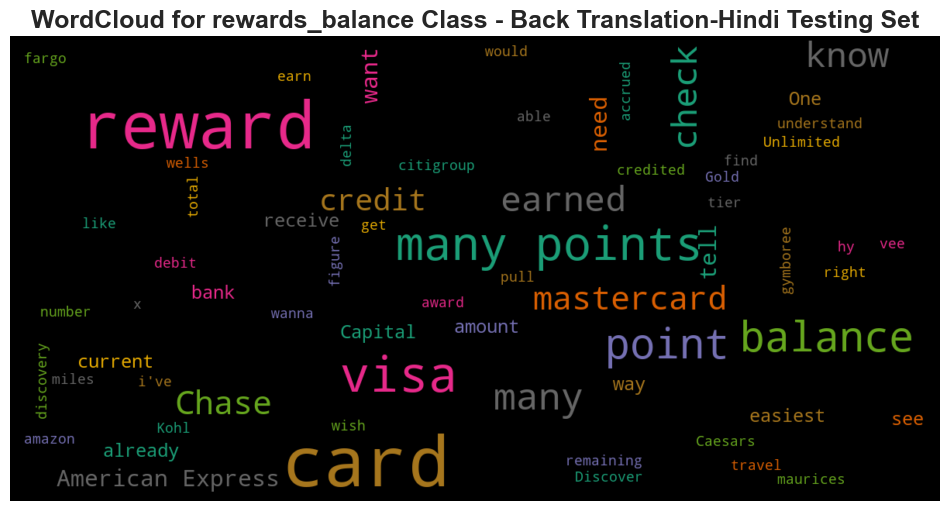 WordCloud for rewards_balance Class - Back Translation-Hindi Testing Set
fargo
earn
want
would
need
accrued
check
know
One
understand
Unlimited
reward
delta
able
wells
total
citigroup
credited
find
Gold
tier
like
receive
credit
get
earned
many points
tell
gymboree
hy
vee
right
debit
figure
pull
bank
x
number
wanna
award
mastercard
Capital
amount
point
balance
current
discovery
miles
i've
visa
way
many
Chase
easiest
see
Kohl
wish
amazon
already
Caesars
American Express
card
remaining
Discover
travel
maurices